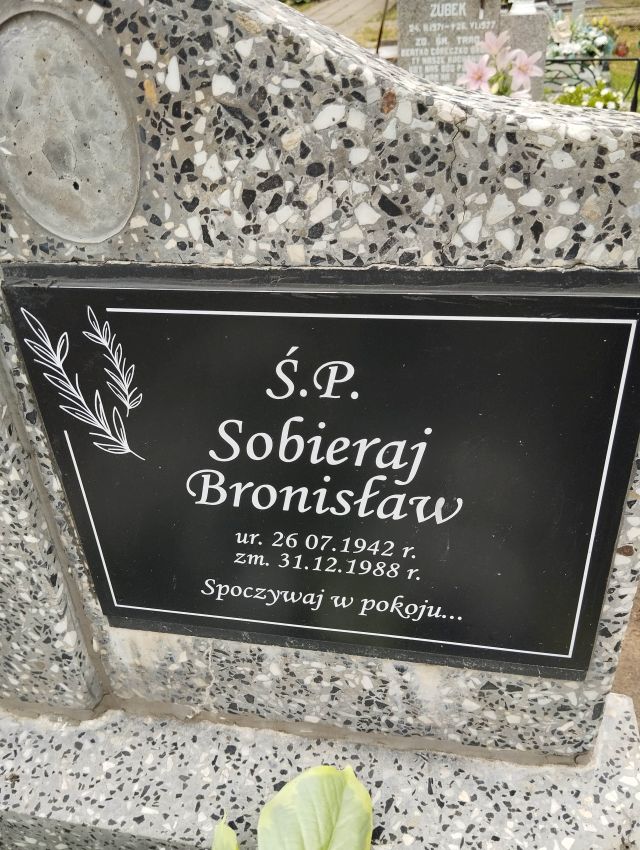 ZUBEK
Ś.P.
Sobieraj
Bronisław
ur. 26 07.1942 r.
zm. 31.12.1988 r.
Spoczywaj w pokoju...